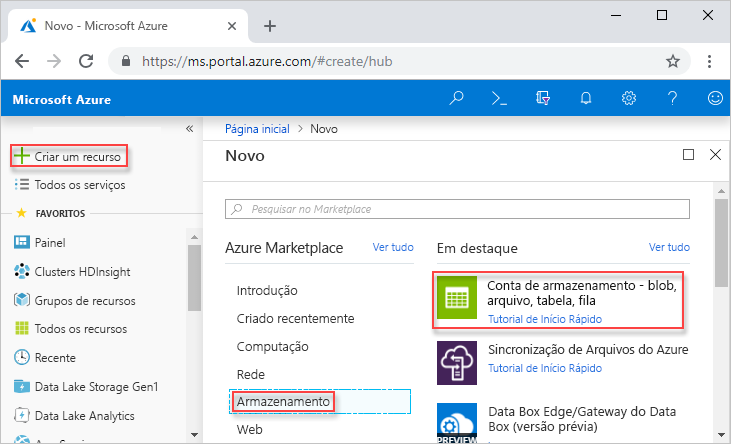 Novo - Microsoft Azure
https://ms.portal.azure.com/#create/hub
Microsoft Azure
Criar um recurso
Todos os serviços
FAVORITOS
Painel
Clusters HDInsight
Grupos de recursos
Todos os recursos
Recente
Data Lake Storage Gen1
Data Lake Analytics
Página inicial > Novo
Novo
Pesquisar no Marketplace
Azure Marketplace
Ver tudo
Introdução
Criado recentemente
Computação
Rede
Armazenamento
Web
Em destaque
Ver tudo
Conta de armazenamento - blob,
arquivo, tabela, fila
Tutorial de Início Rápido
Sincronização de Arquivos do Azure
Tutorial de Início Rápido
PREVIEW
Data Box Edge/Gateway do Data
Box (versão prévia)